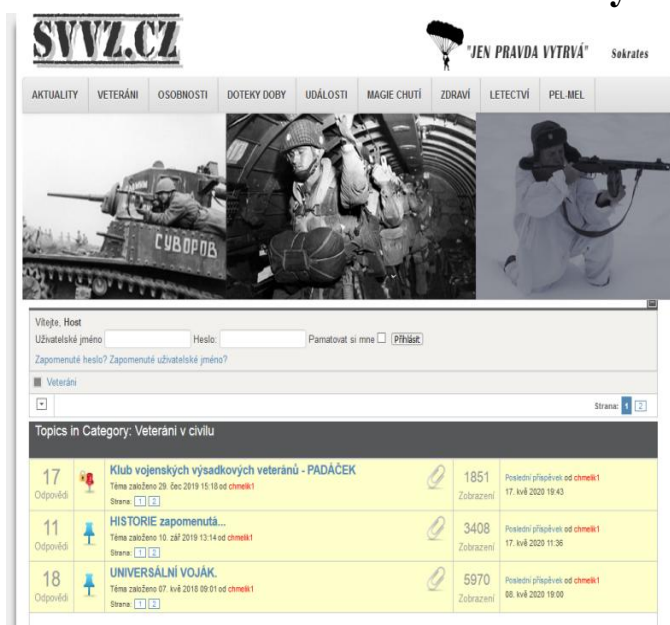 SVVZ.CZ
"JEN PRAVDA VYTRVÁ" Sokrates
AKTUALITY VETERÁNI OSOBNOSTI DOTEKY DOBY UDÁLOSTI MAGIE CHUTÍ ZDRAVÍ LETECTVÍ PEL-MEL
СУВОРОВ
Vítejte, Host
Uživatelské jméno Heslo: Pamatovat si mne Přihlásit
Zapomenuté heslo? Zapomenuté uživatelské jméno?
Veteráni
Strana: 1 2
Topics in Category: Veteráni v civilu
17 Klub vojenských výsadkových veteránů - PADÁČEK 1851 Poslední příspěvek od chmelik1
Odpovědi Téma založeno 29. čec 2019 15:18 od chmelik1 Zobrazení 17. kvě 2020 19:43
Strana: 1 2
11 HISTORIE zapomenutá... 3408 Poslední příspěvek od chmelik1
Odpovědi Téma založeno 10. zář 2019 13:14 od chmelik1 Zobrazení 17. kvě 2020 11:36
Strana: 1 2
18 UNIVERSÁLNÍ VOJÁK. 5970 Poslední příspěvek od chmelik1
Odpovědi Téma založeno 07. kvě 2018 09:01 od chmelik1 Zobrazení 08. kvě 2020 19:00
Strana: 1 2